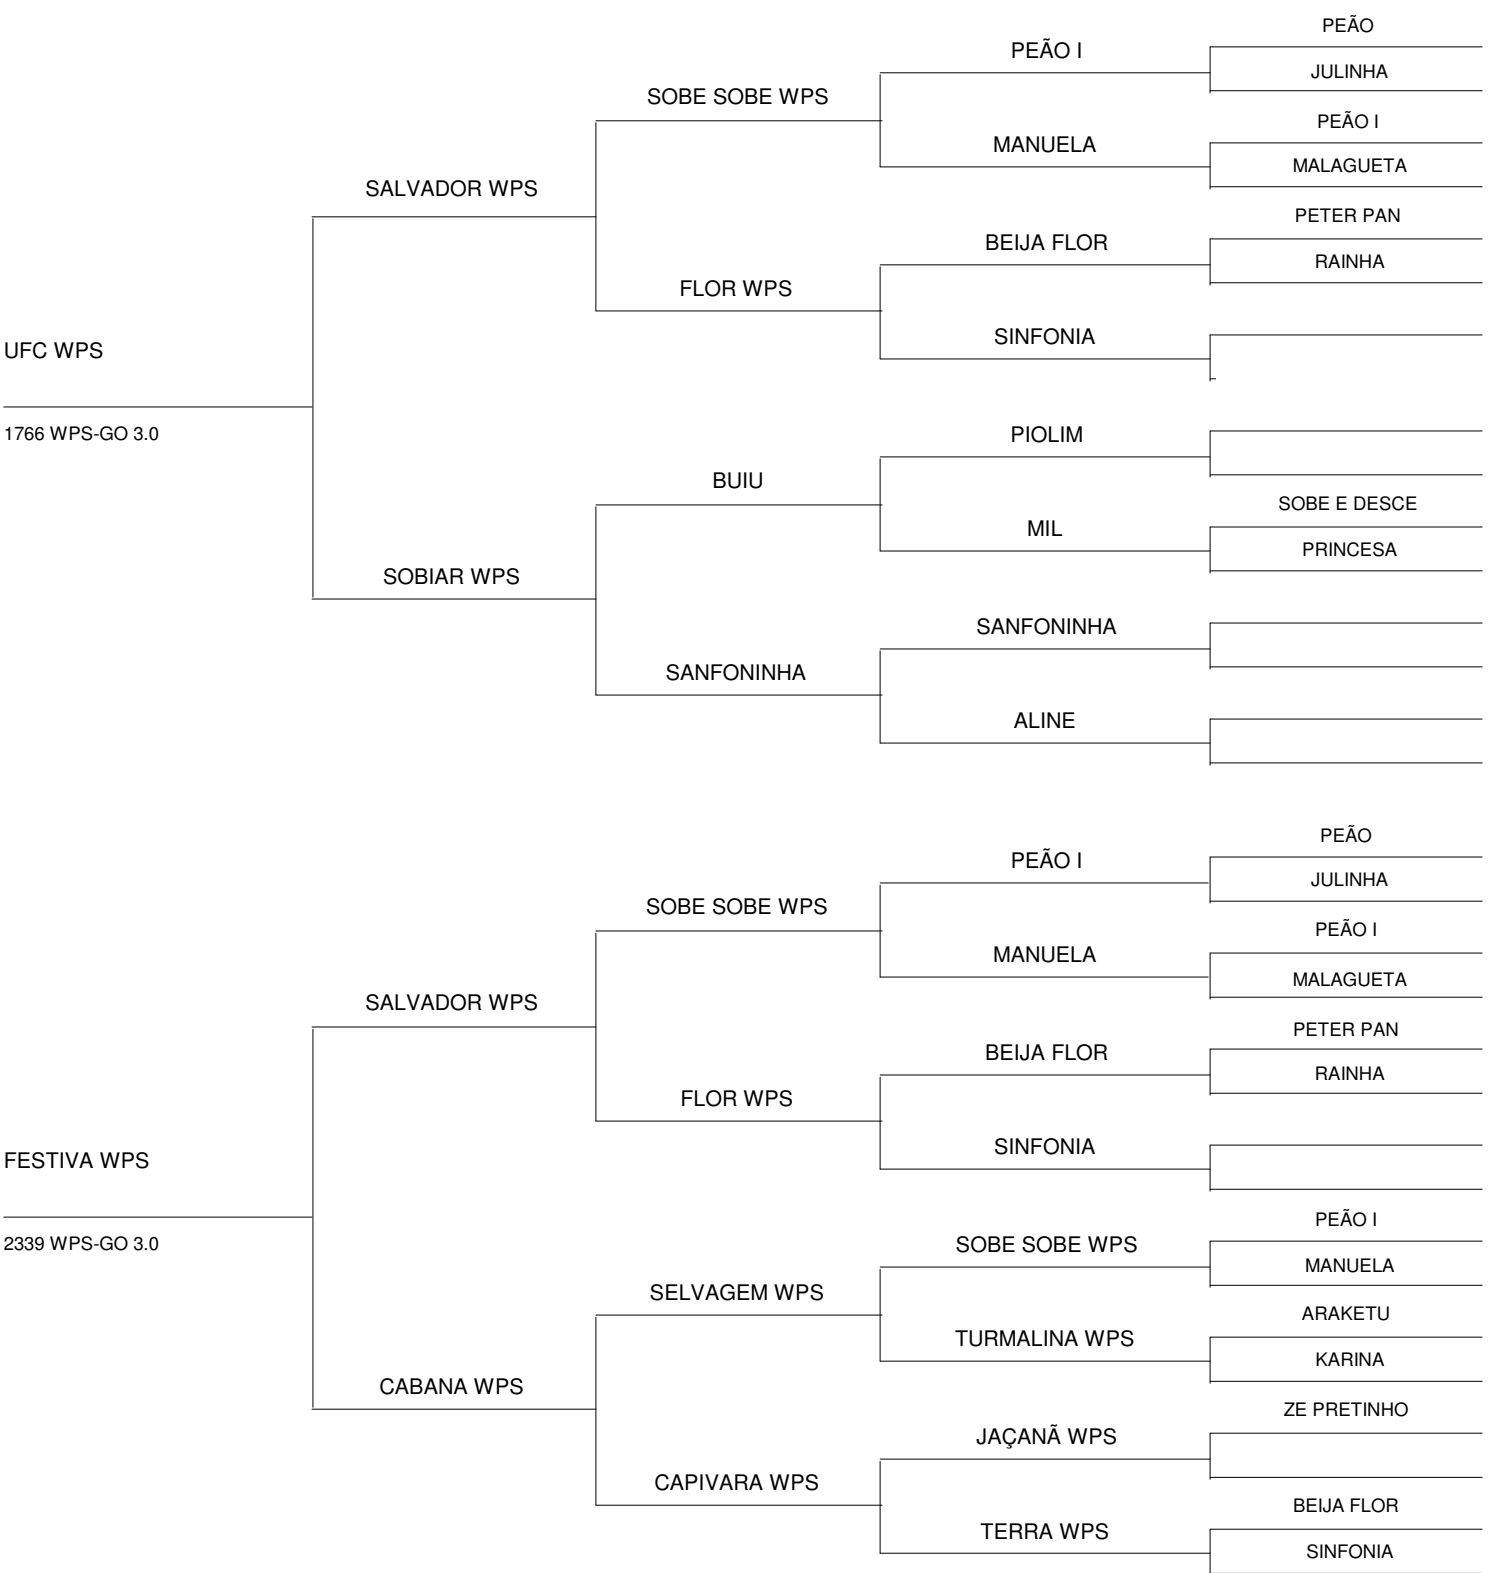 PEÃO
PEÃO I
JULINHA
SOBE SOBE WPS
PEÃO I
MANUELA
MALAGUETA
SALVADOR WPS
PETER PAN
BEIJA FLOR
RAINHA
FLOR WPS
SINFONIA
UFC WPS
1766 WPS-GO 3.0
PIOLIM
BUIU
SOBE E DESCE
MIL
PRINCESA
SOBIAR WPS
SANFONINHA
SANFONINHA
ALINE
PEÃO
PEÃO I
JULINHA
SOBE SOBE WPS
PEÃO I
MANUELA
MALAGUETA
SALVADOR WPS
PETER PAN
BEIJA FLOR
RAINHA
FLOR WPS
SINFONIA
FESTIVA WPS
PEÃO I
2339 WPS-GO 3.0
SOBE SOBE WPS
MANUELA
SELVAGEM WPS
ARAKETU
TURMALINA WPS
KARINA
CABANA WPS
ZE PRETINHO
JAÇANÃ WPS
CAPIVARA WPS
BEIJA FLOR
TERRA WPS
SINFONIA